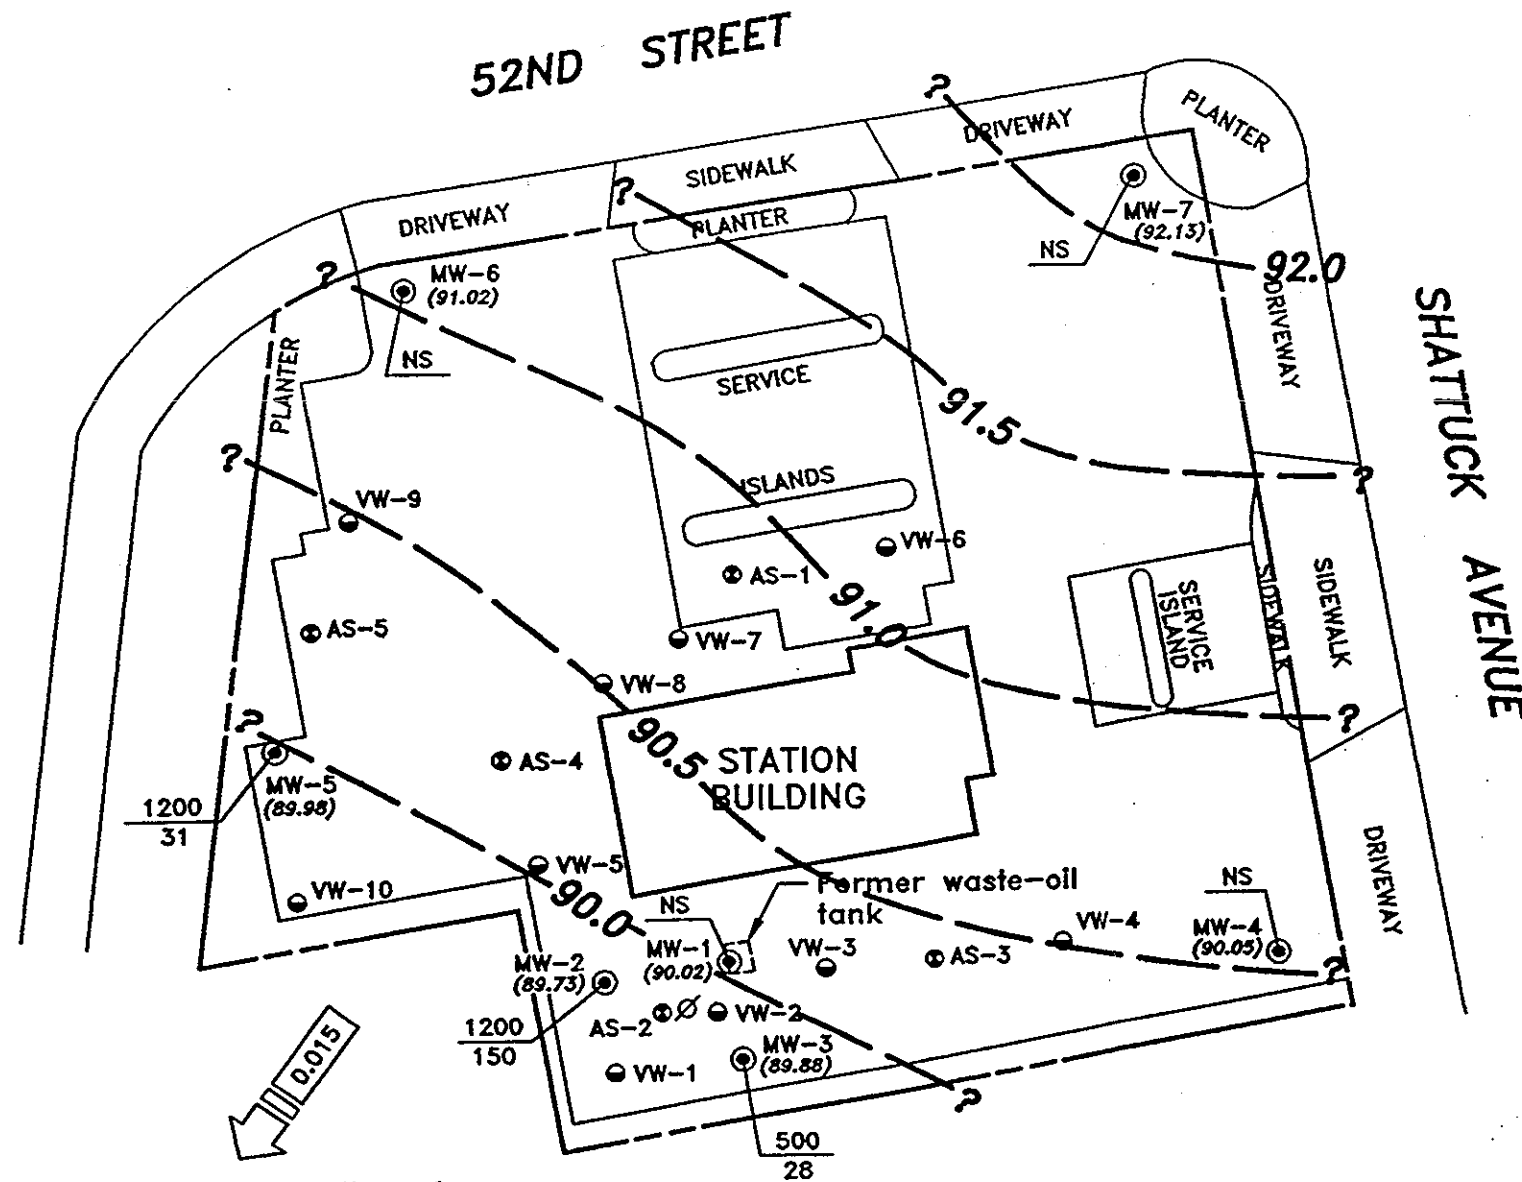 52ND STREET
?
DRIVEWAY
PLANTER
SIDEWALK
?
DRIVEWAY
PLANTER
MW-7
(92.13)
NS
92.0
DRIVEWAY
?
MW-6
(91.02)
NS
PLANTER
SERVICE
91.5
?
SHATTUCK AVENUE
?
VW-9
ISLANDS
VW-6
AS-1
91.0
AS-5
VW-7
SERVICE
ISLAND
SIDEWALK
SIDEWALK
VW-8
?
?
90.5
STATION
BUILDING
AS-4
MW-5
(89.98)
1200
31
DRIVEWAY
VW-5
VW-10
90.0
Former waste-oil
tank
NS
NS
MW-1
(90.02)
VW-3
AS-3
VW-4
MW-4
(90.05)
?
MW-2
(89.73)
1200
150
AS-2
VW-2
MW-3
(89.88)
VW-1
?
0.015
500
28